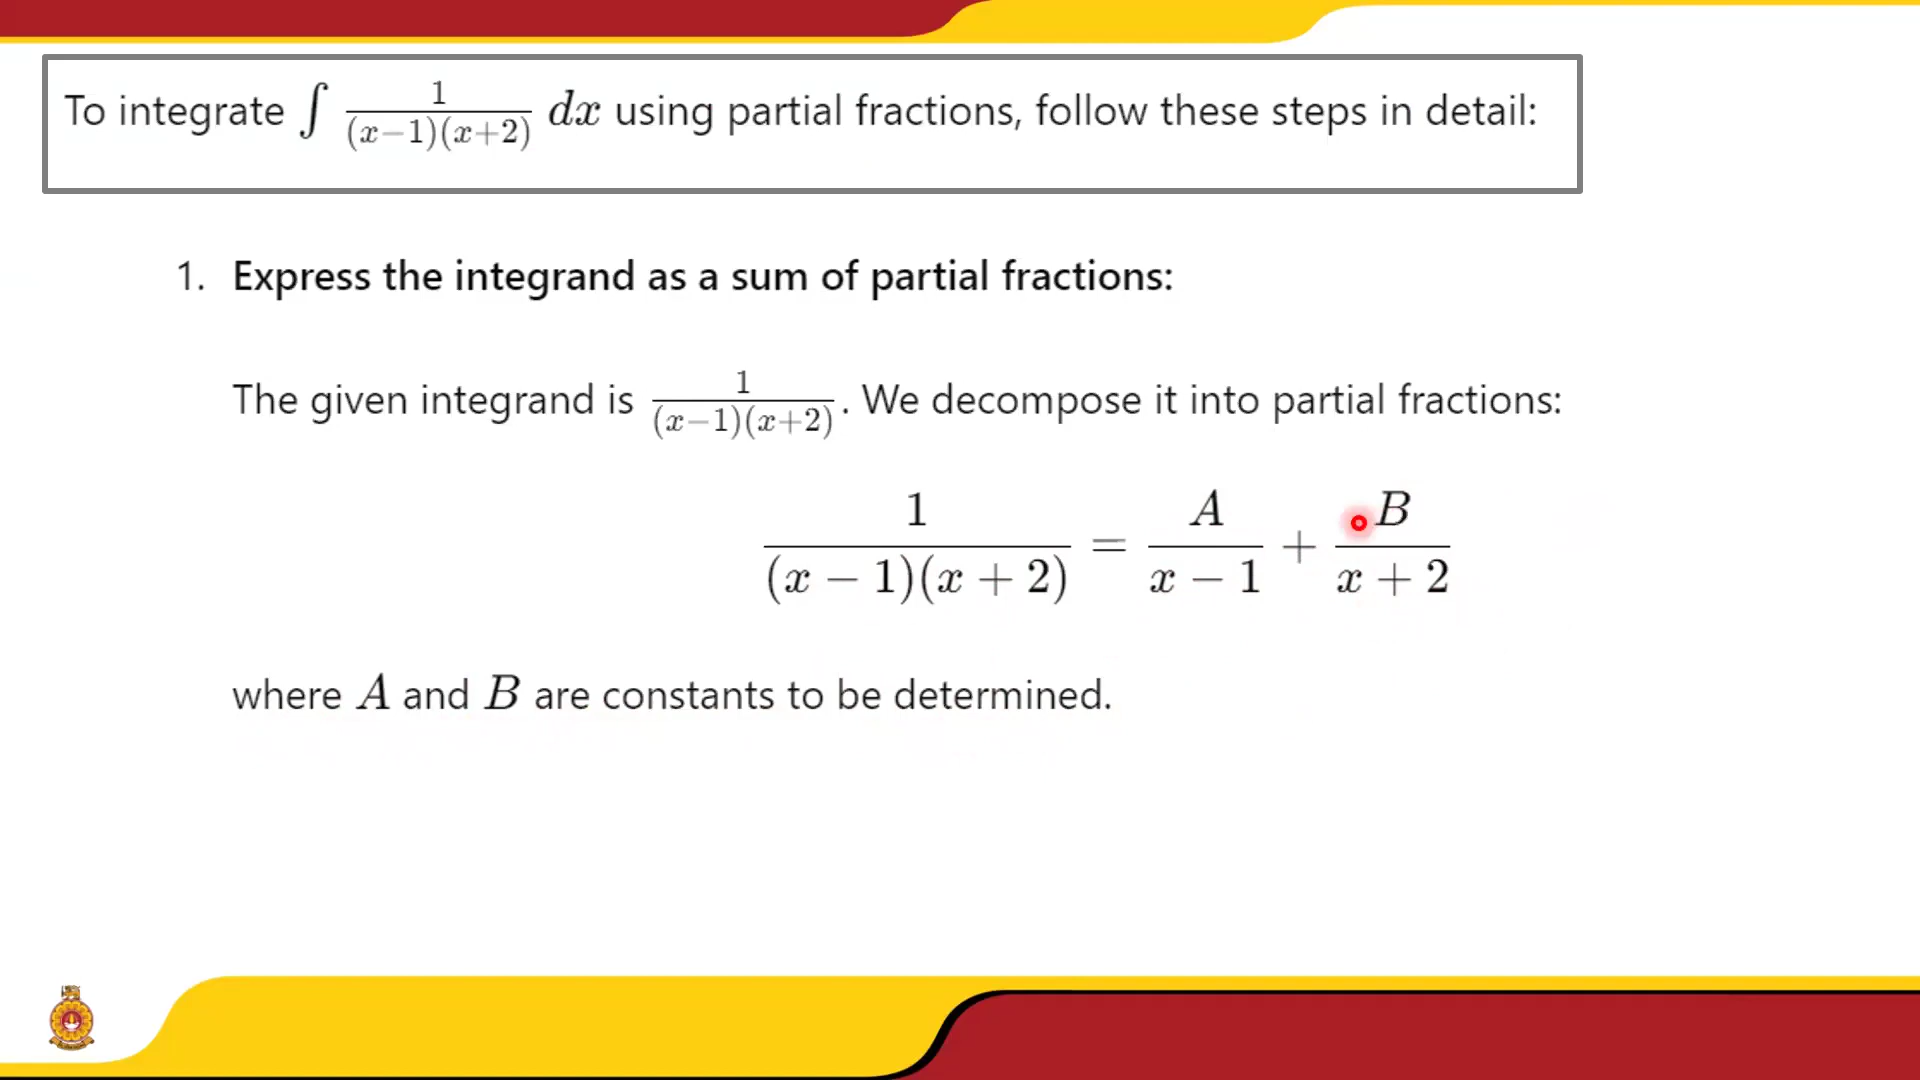 To integrate ∫ 1/((x−1)(x+2)) dx using partial fractions, follow these steps in detail:
1. Express the integrand as a sum of partial fractions:
The given integrand is 1/((x−1)(x+2)). We decompose it into partial fractions:
1/((x − 1)(x + 2)) = A/(x − 1) + B/(x + 2)
where A and B are constants to be determined.